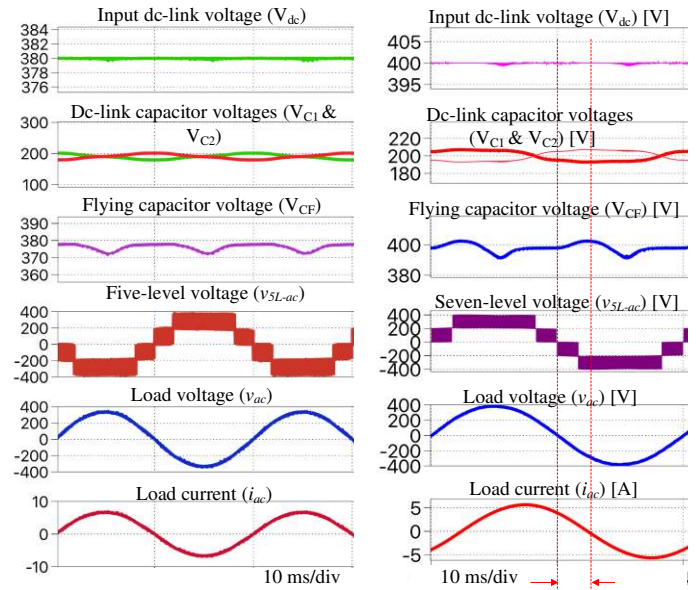 Input dc-link voltage (Vdc)
384
382
380
378
376
Dc-link capacitor voltages (VC1 &
VC2)
300
200
100
Flying capacitor voltage (VCF)
390
380
370
360
Five-level voltage (v5L-ac)
400
200
0
-200
-400
Load voltage (vac)
400
200
0
-200
-400
Load current (iac)
10
0
-10
10 ms/div
Input dc-link voltage (Vdc) [V]
405
400
395
Dc-link capacitor voltages
(VC1 & VC2) [V]
220
200
180
Flying capacitor voltage (VCF) [V]
400
380
Seven-level voltage (v5L-ac) [V]
400
200
0
-200
-400
Load voltage (vac) [V]
400
200
0
-200
-400
Load current (iac) [A]
5
0
-5
10 ms/div